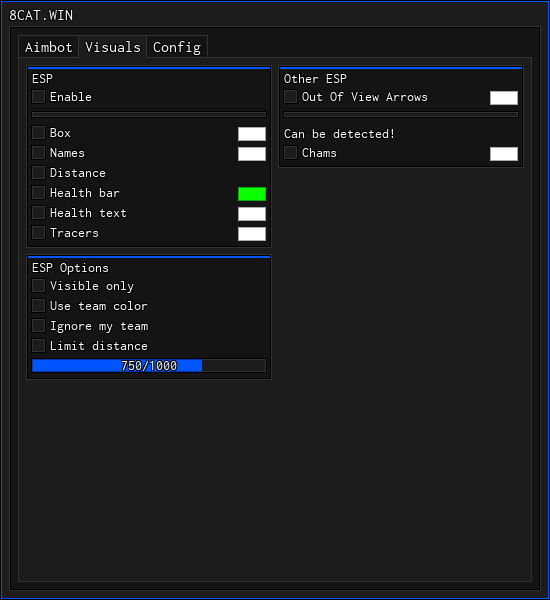 8CAT.WIN
Aimbot Visuals Config
ESP
Enable
Box
Names
Distance
Health bar
Health text
Tracers
ESP Options
Visible only
Use team color
Ignore my team
Limit distance
750/1000
Other ESP
Out Of View Arrows
Can be detected!
Chams